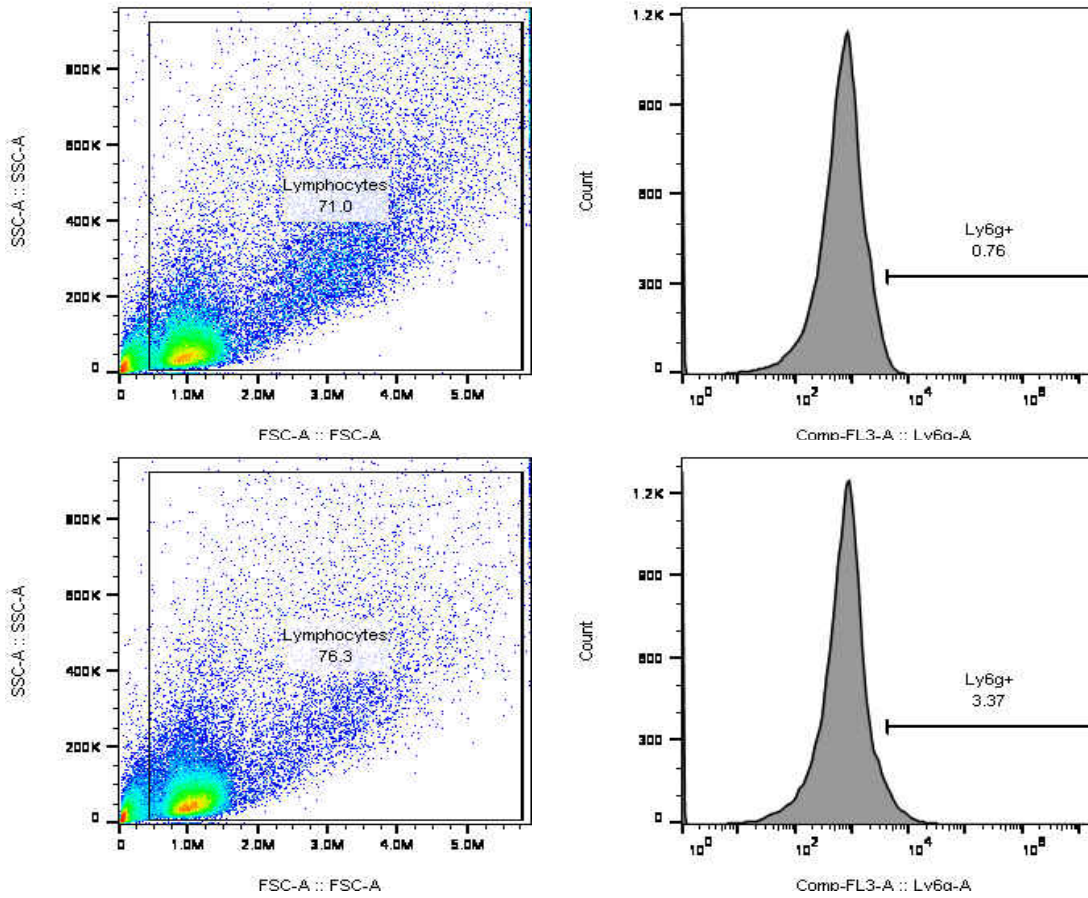 SSC-A :: SSC-A
800K
600K
400K
200K
0
Lymphocytes
71.0
0 1.0M 2.0M 3.0M 4.0M 5.0M
FSC-A :: FSC-A
Count
1.2K
900
600
300
0
Ly6g+
0.76
10^0 10^2 10^4 10^6
Comp-FL3-A :: Ly6g-A
SSC-A :: SSC-A
800K
600K
400K
200K
0
Lymphocytes
76.3
0 1.0M 2.0M 3.0M 4.0M 5.0M
FSC-A :: FSC-A
Count
1.2K
900
600
300
0
Ly6g+
3.37
10^0 10^2 10^4 10^6
Comp-FL3-A :: Ly6g-A